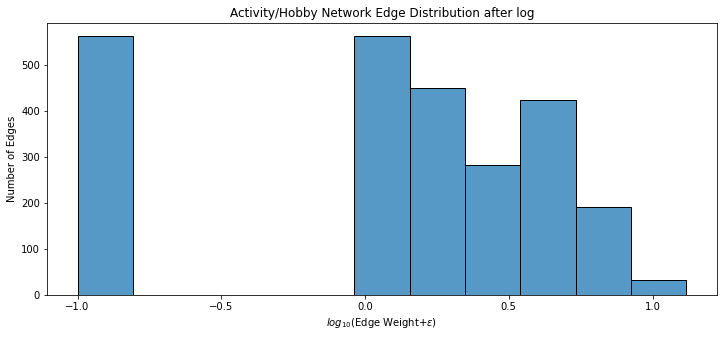 Activity/Hobby Network Edge Distribution after log
Number of Edges
500
400
300
200
100
0
−1.0 −0.5 0.0 0.5 1.0
log₁₀(Edge Weight+ε)